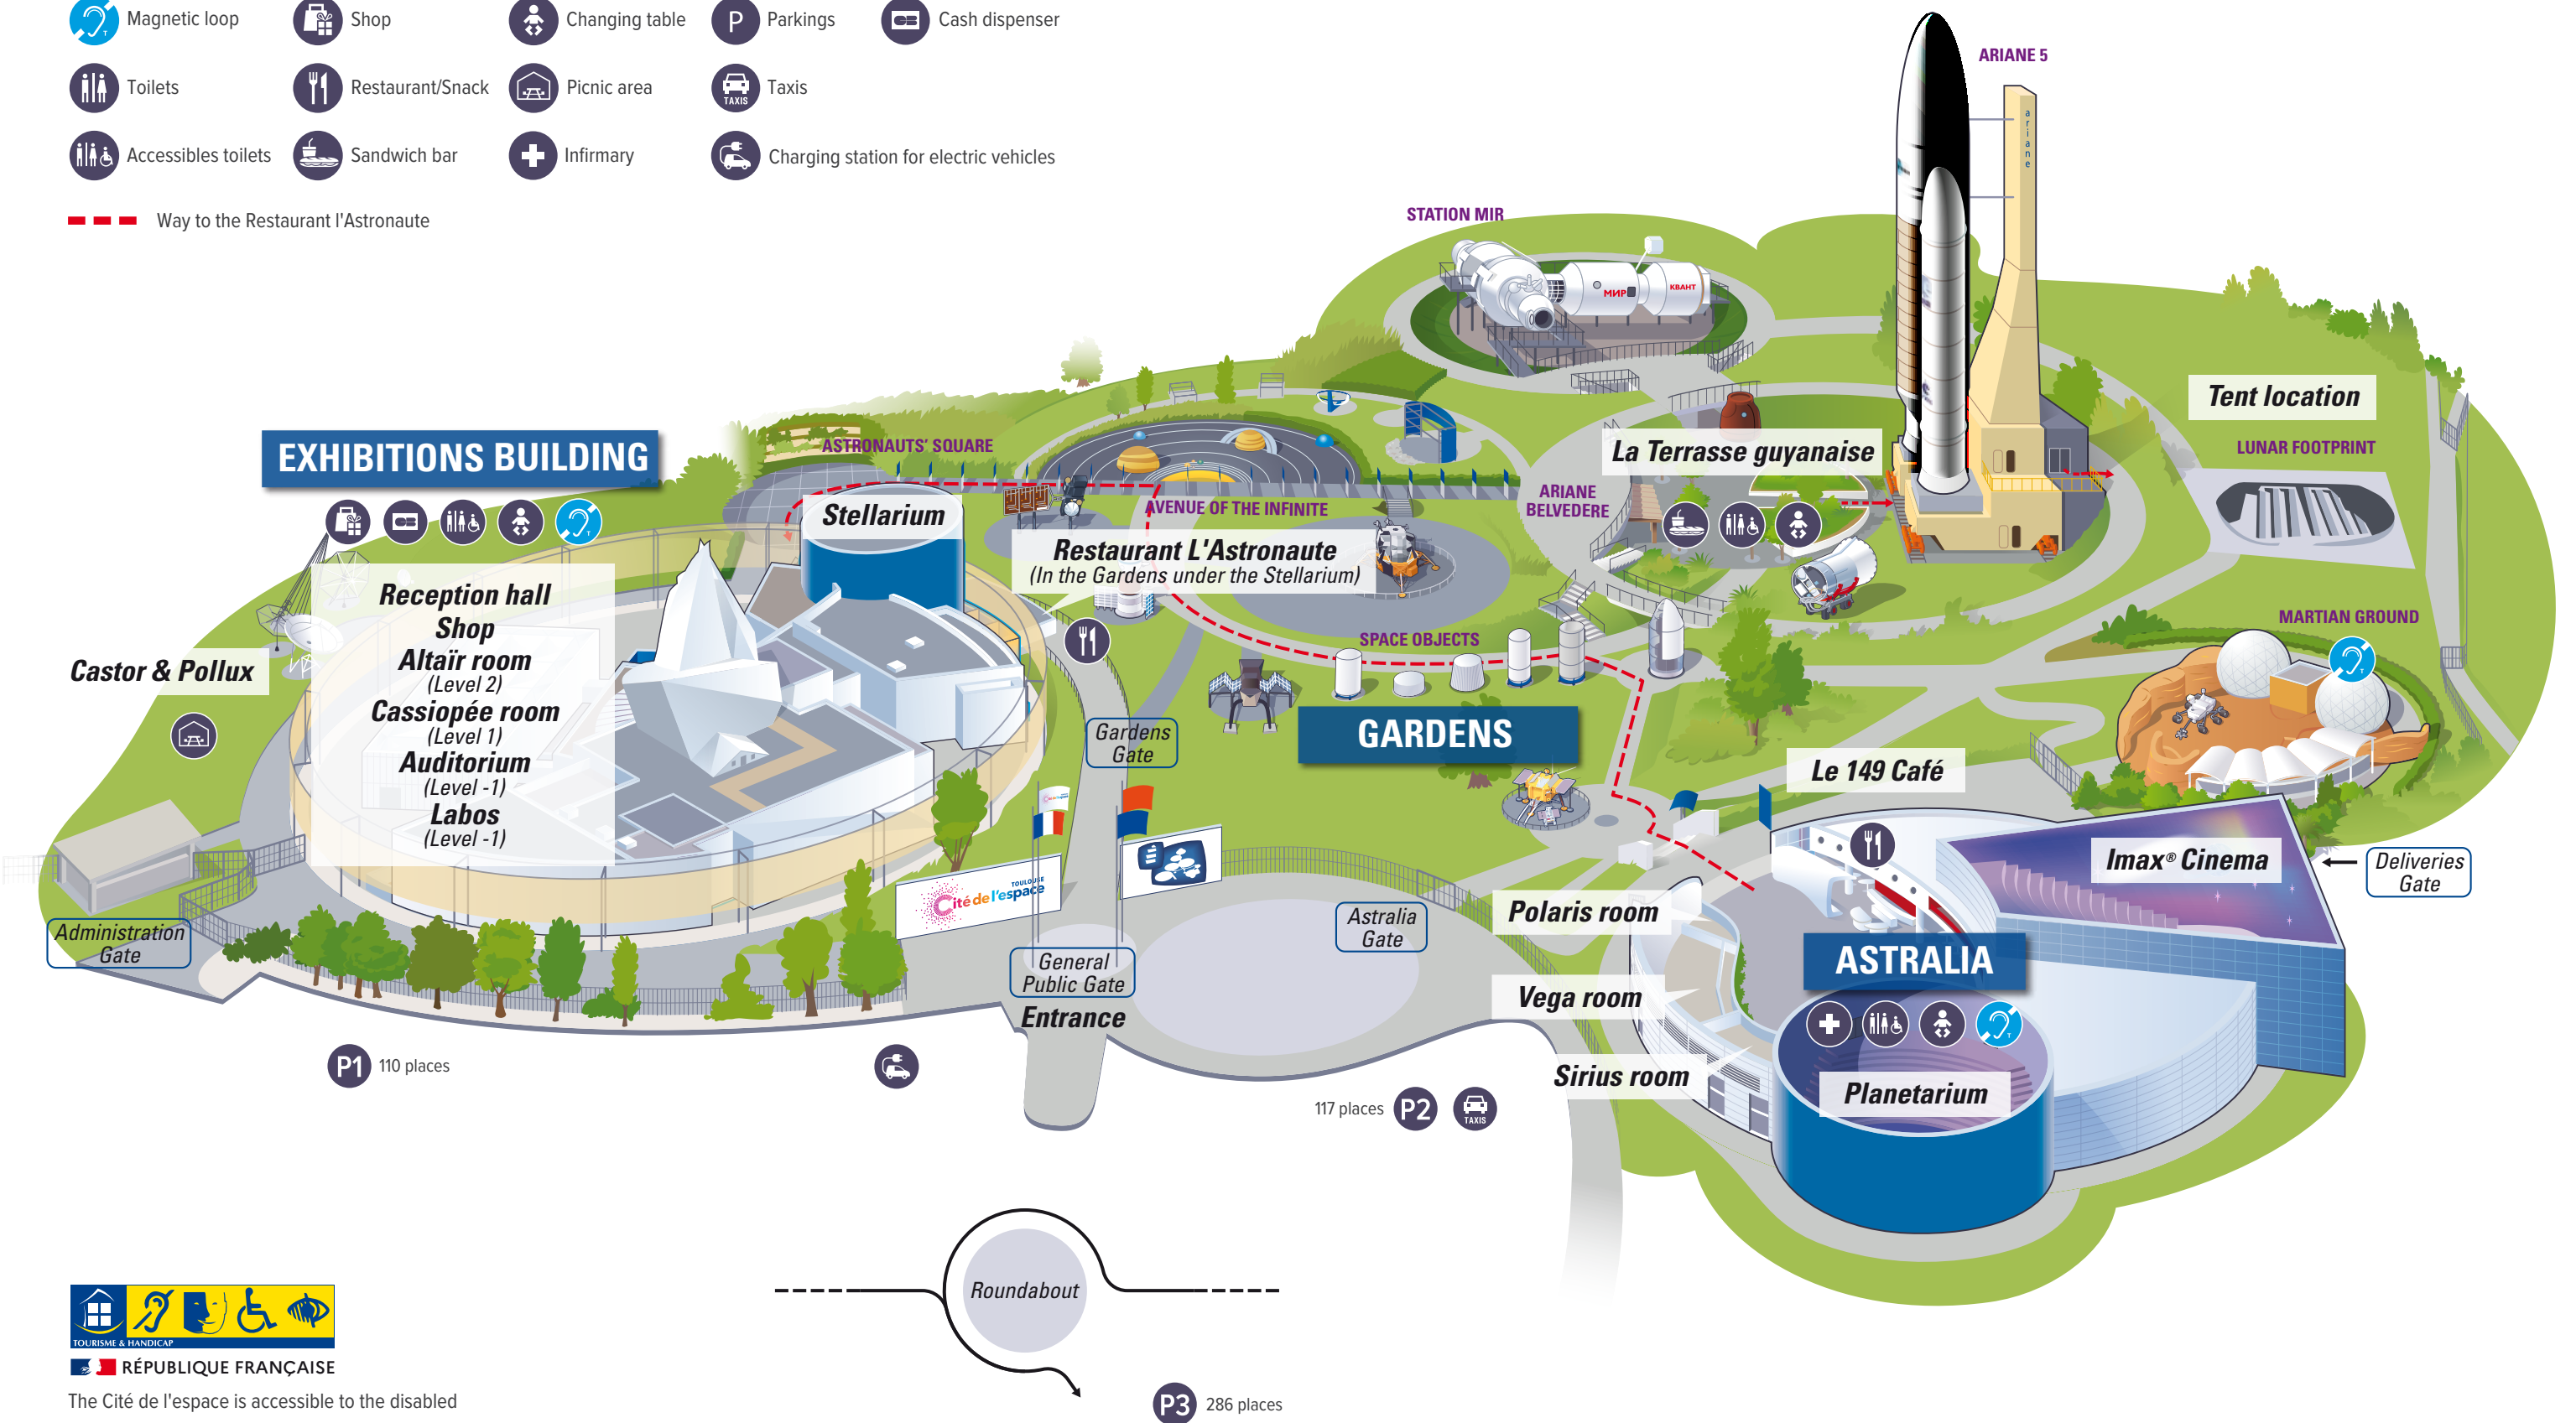 Magnetic loop
Shop
Changing table
P Parkings
Cash dispenser
Toilets
Restaurant/Snack
Picnic area
TAXIS Taxis
Accessibles toilets
Sandwich bar
Infirmary
Charging station for electric vehicles
Way to the Restaurant l'Astronaute
ARIANE 5
ariane
STATION MIR
МИР
КВАНТ
Tent location
LUNAR FOOTPRINT
EXHIBITIONS BUILDING
ASTRONAUTS' SQUARE
La Terrasse guyanaise
ARIANE
BELVEDERE
AVENUE OF THE INFINITE
Stellarium
Restaurant L'Astronaute
(In the Gardens under the Stellarium)
Reception hall
Shop
Altaïr room
(Level 2)
Cassiopée room
(Level 1)
Auditorium
(Level -1)
Labos
(Level -1)
Castor & Pollux
SPACE OBJECTS
MARTIAN GROUND
Gardens
Gate
GARDENS
Le 149 Café
Imax® Cinema
Deliveries
Gate
TOULOUSE
Cité de l'espace
Polaris room
Astralia
Gate
Administration
Gate
General
Public Gate
Entrance
ASTRALIA
Vega room
Sirius room
Planetarium
P1 110 places
117 places P2
TAXIS
Roundabout
P3 286 places
TOURISME & HANDICAP
RÉPUBLIQUE FRANÇAISE
The Cité de l'espace is accessible to the disabled